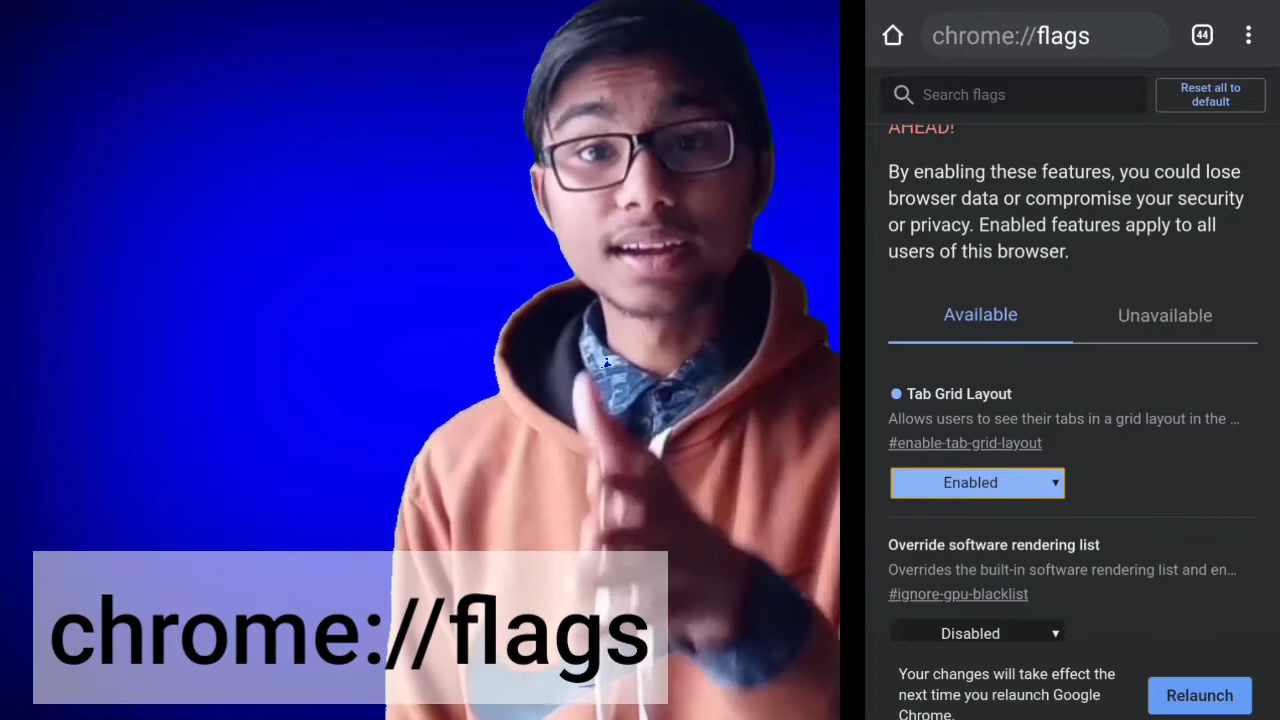 chrome://flags
chrome://flags
44
Search flags
Reset all to
default
AHEAD!
By enabling these features, you could lose
browser data or compromise your security
or privacy. Enabled features apply to all
users of this browser.
Available
Unavailable
Tab Grid Layout
Allows users to see their tabs in a grid layout in the ...
#enable-tab-grid-layout
Enabled
Override software rendering list
Overrides the built-in software rendering list and en...
#ignore-gpu-blacklist
Disabled
Your changes will take effect the
next time you relaunch Google
Chrome.
Relaunch